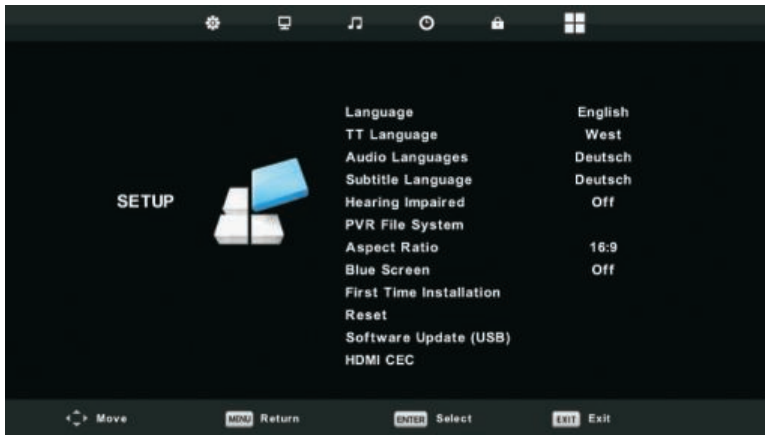 Language English
TT Language West
Audio Languages Deutsch
Subtitle Language Deutsch
SETUP
Hearing Impaired Off
PVR File System
Aspect Ratio 16:9
Blue Screen Off
First Time Installation
Reset
Software Update (USB)
HDMI CEC
Move MENU Return ENTER Select EXIT Exit